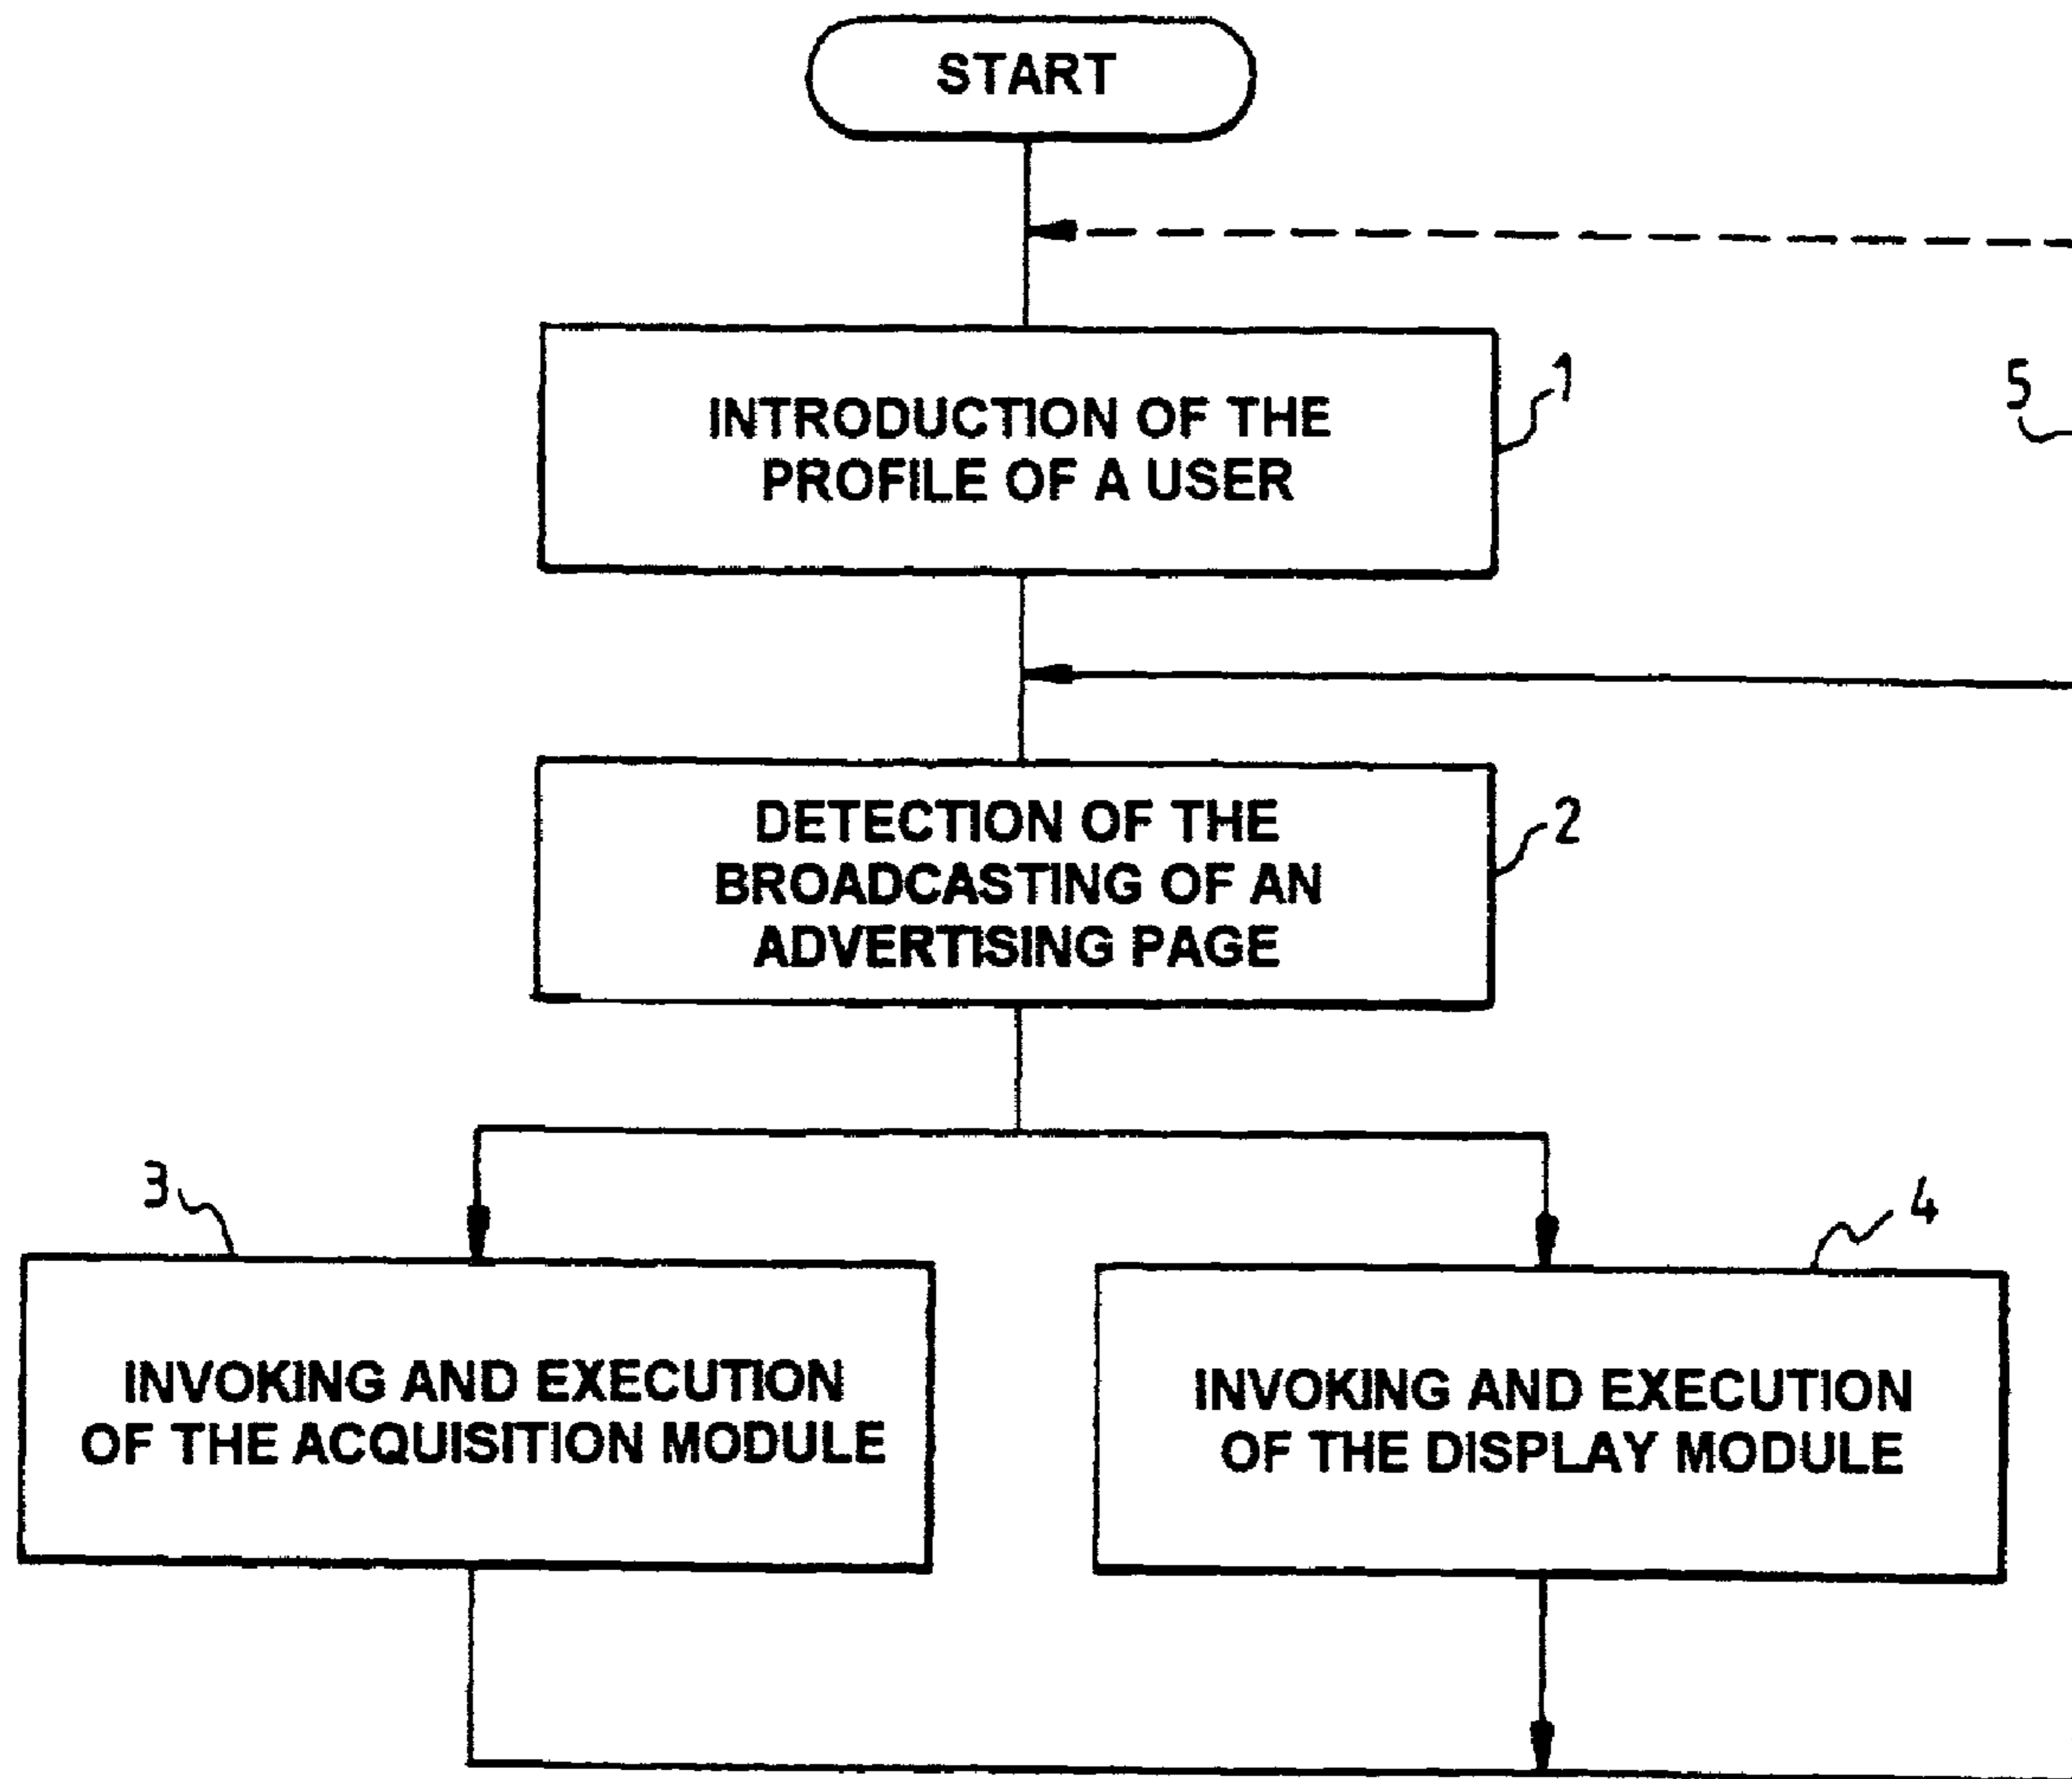 START
INTRODUCTION OF THE
PROFILE OF A USER
1
5
DETECTION OF THE
BROADCASTING OF AN
ADVERTISING PAGE
2
3
4
INVOKING AND EXECUTION
OF THE ACQUISITION MODULE
INVOKING AND EXECUTION
OF THE DISPLAY MODULE